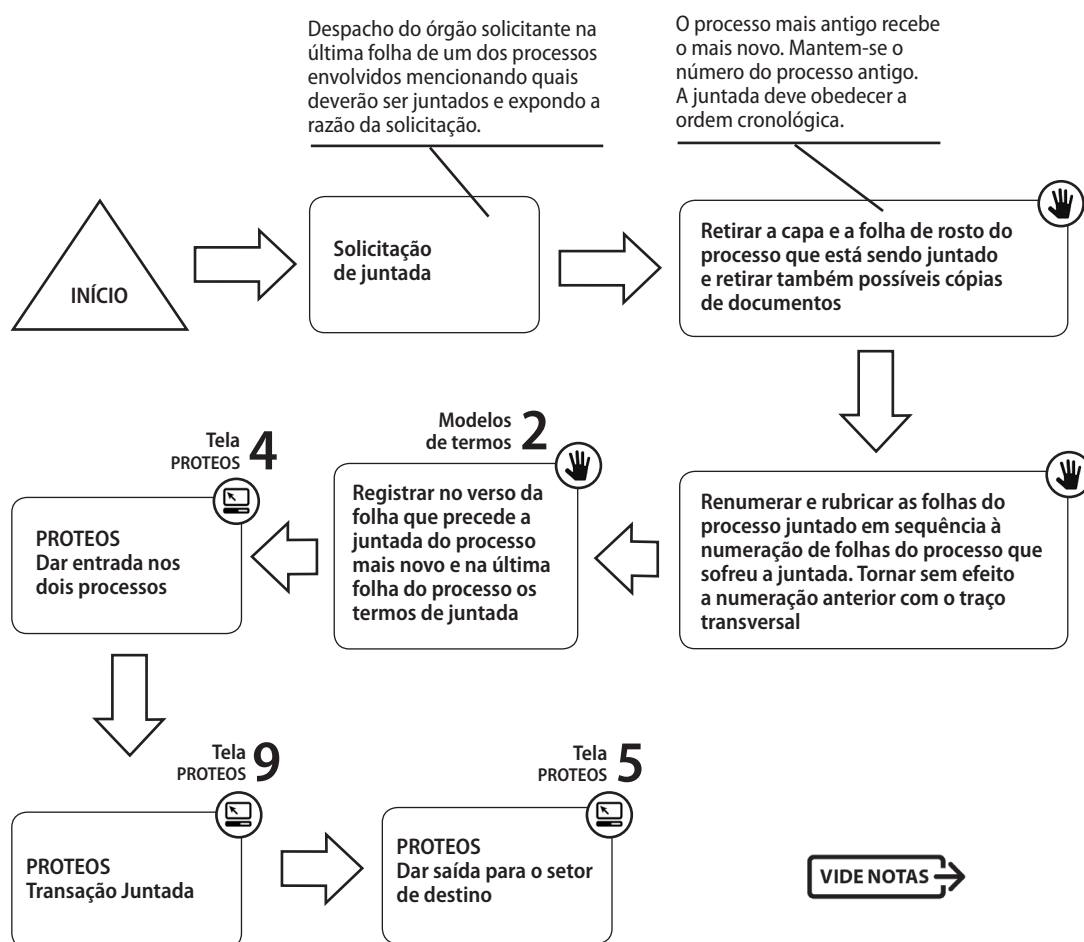 Despacho do órgão solicitante na
última folha de um dos processos
envolvidos mencionando quais
deverão ser juntados e expondo a
razão da solicitação.
O processo mais antigo recebe
o mais novo. Mantem-se o
número do processo antigo.
A juntada deve obedecer a
ordem cronológica.
INÍCIO
Solicitação
de juntada
Retirar a capa e a folha de rosto do
processo que está sendo juntado
e retirar também possíveis cópias
de documentos
Renumerar e rubricar as folhas do
processo juntado em sequência à
numeração de folhas do processo que
sofreu a juntada. Tornar sem efeito
a numeração anterior com o traço
transversal
Modelos
de termos 2
Registrar no verso da
folha que precede a
juntada do processo
mais novo e na última
folha do processo os
termos de juntada
Tela
PROTEOS 4
PROTEOS
Dar entrada nos
dois processos
Tela
PROTEOS 9
PROTEOS
Transação Juntada
Tela
PROTEOS 5
PROTEOS
Dar saída para o setor
de destino
VIDE NOTAS